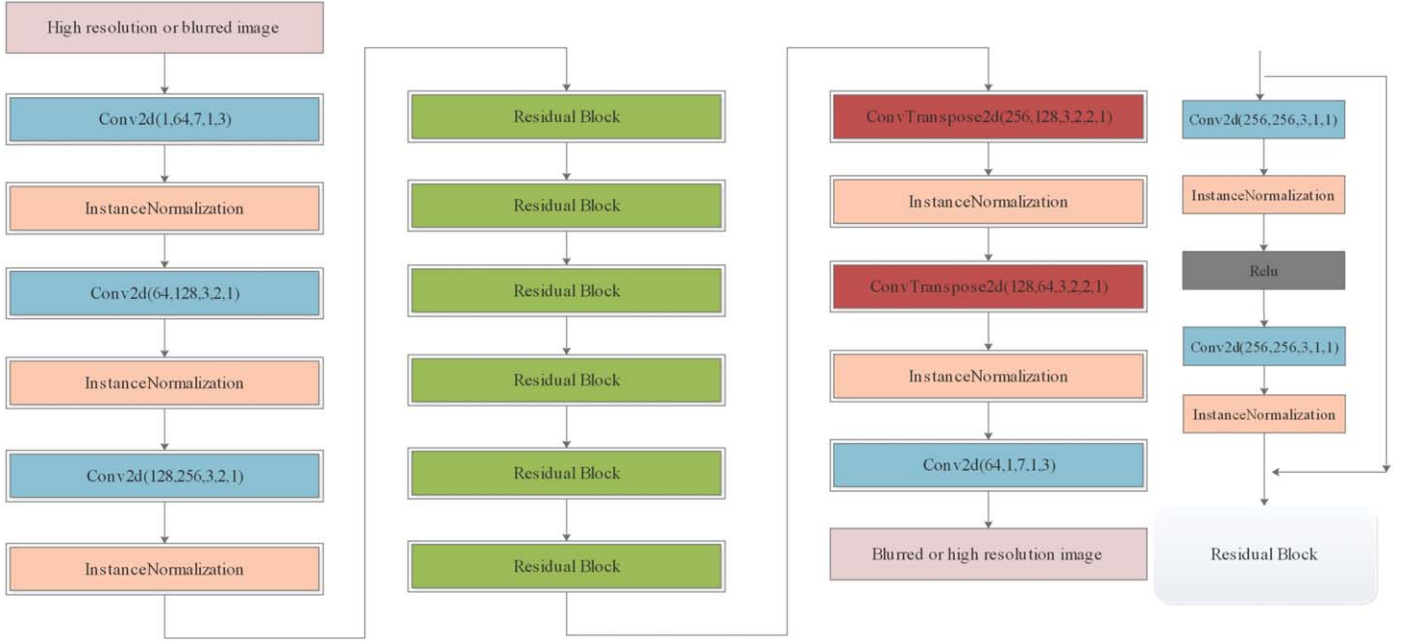 High resolution or blurred image
Conv2d(1,64,7,1,3)
InstanceNormalization
Conv2d(64,128,3,2,1)
InstanceNormalization
Conv2d(128,256,3,2,1)
InstanceNormalization
Residual Block
Residual Block
Residual Block
Residual Block
Residual Block
Residual Block
ConvTranspose2d(256,128,3,2,2,1)
InstanceNormalization
ConvTranspose2d(128,64,3,2,2,1)
InstanceNormalization
Conv2d(64,1,7,1,3)
Blurred or high resolution image
Conv2d(256,256,3,1,1)
InstanceNormalization
Relu
Conv2d(256,256,3,1,1)
InstanceNormalization
Residual Block